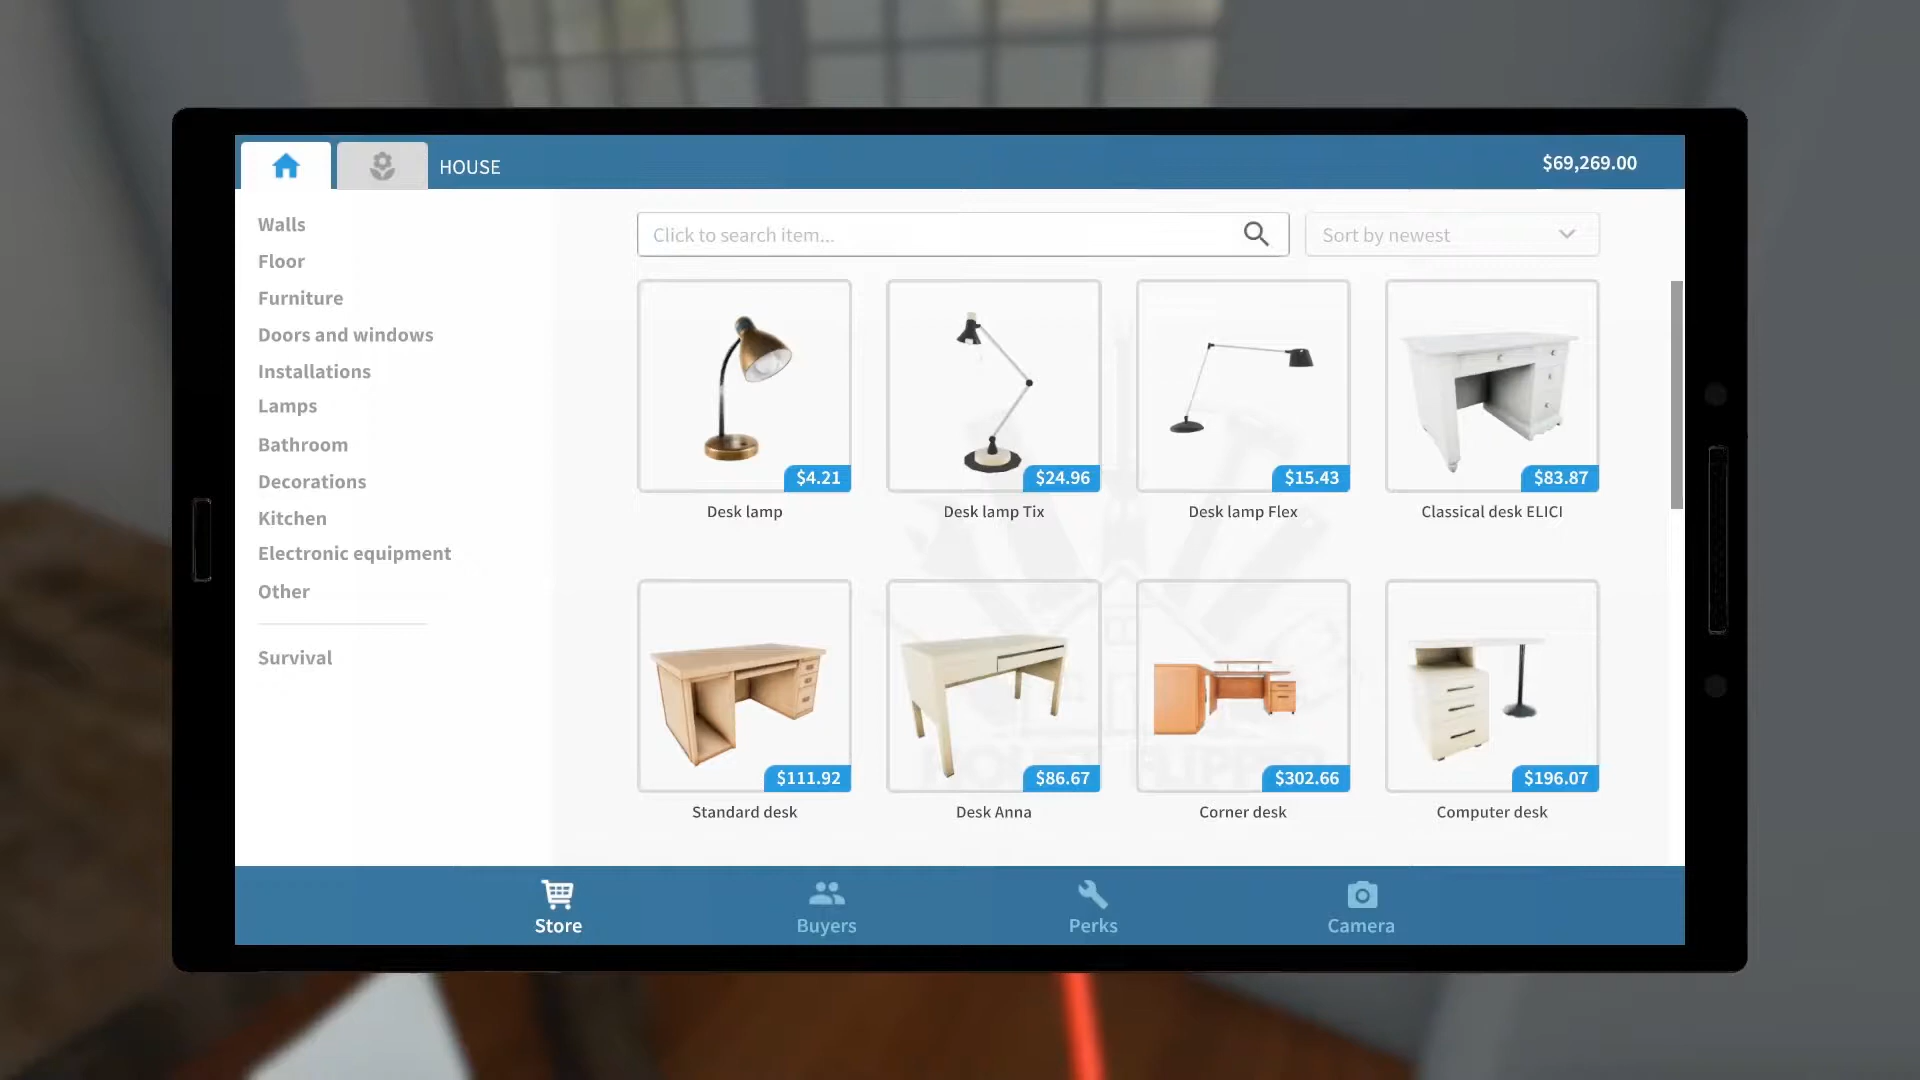 HOUSE
$69,269.00
Walls
Floor
Furniture
Doors and windows
Installations
Lamps
Bathroom
Decorations
Kitchen
Electronic equipment
Other
Survival
Click to search item...
Sort by newest
$4.21
$24.96
$15.43
$83.87
Desk lamp
Desk lamp Tix
Desk lamp Flex
Classical desk ELICI
$111.92
$86.67
$302.66
$196.07
Standard desk
Desk Anna
Corner desk
Computer desk
Store
Buyers
Perks
Camera